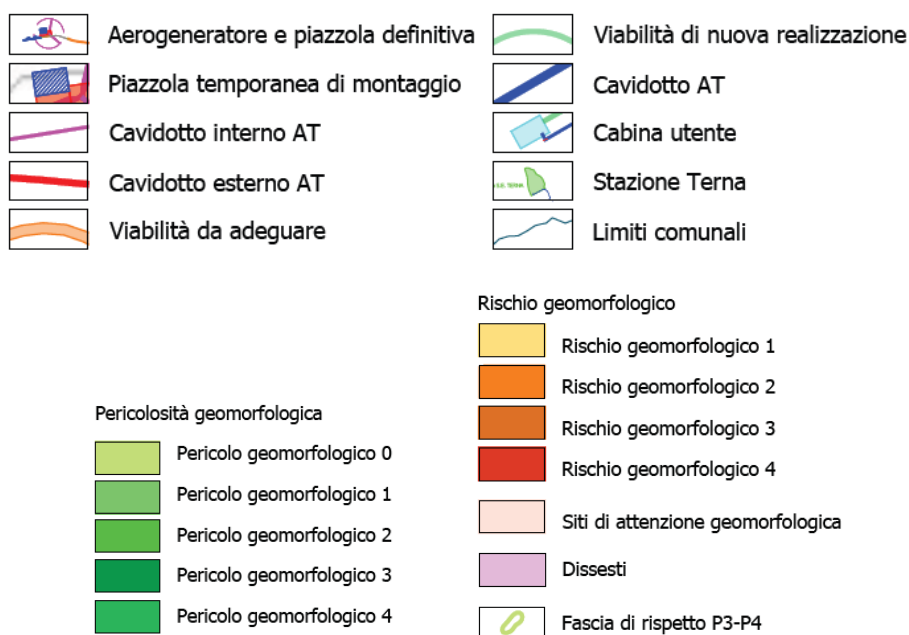 Aerogeneratore e piazzola definitiva
Piazzola temporanea di montaggio
Cavidotto interno AT
Cavidotto esterno AT
Viabilità da adeguare
Viabilità di nuova realizzazione
Cavidotto AT
Cabina utente
Stazione Terna
Limiti comunali
Pericolosità geomorfologica
Pericolo geomorfologico 0
Pericolo geomorfologico 1
Pericolo geomorfologico 2
Pericolo geomorfologico 3
Pericolo geomorfologico 4
Rischio geomorfologico
Rischio geomorfologico 1
Rischio geomorfologico 2
Rischio geomorfologico 3
Rischio geomorfologico 4
Siti di attenzione geomorfologica
Dissesti
Fascia di rispetto P3-P4